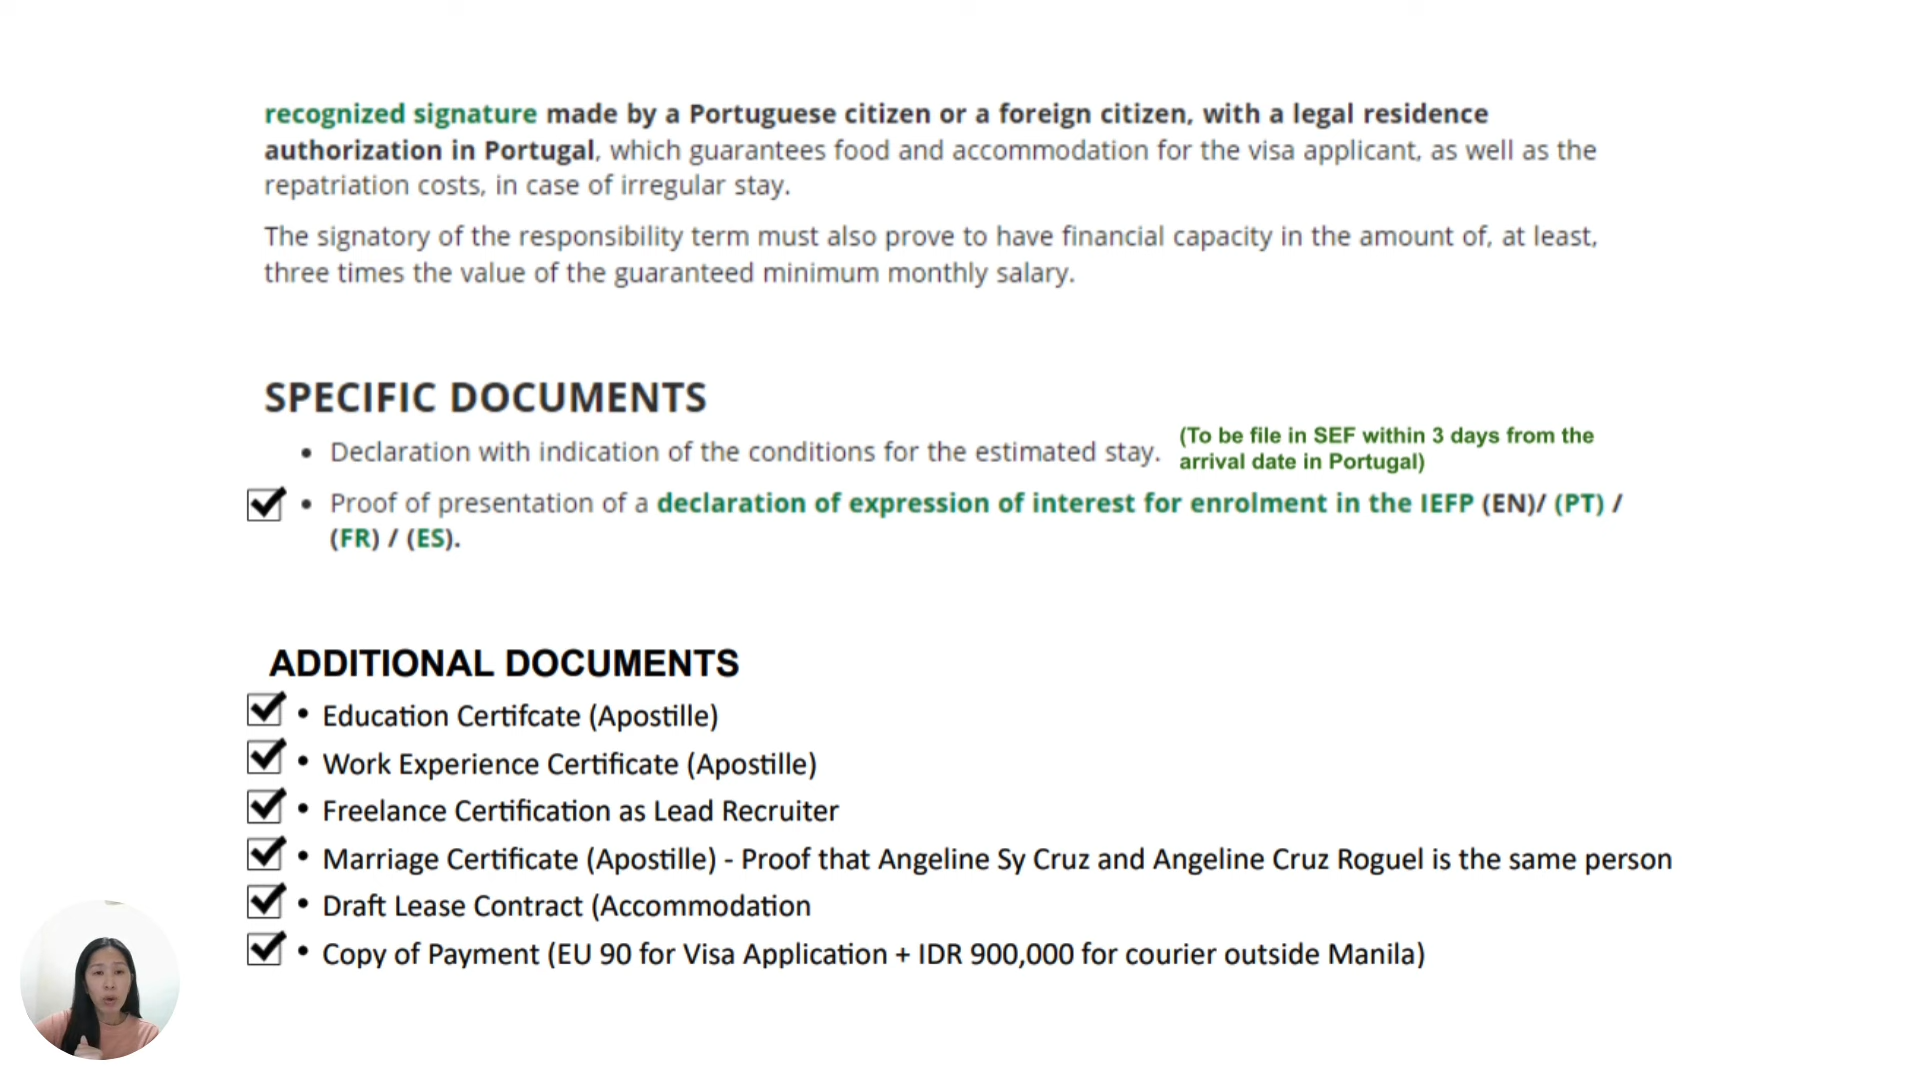 recognized signature made by a Portuguese citizen or a foreign citizen, with a legal residence
authorization in Portugal, which guarantees food and accommodation for the visa applicant, as well as the
repatriation costs, in case of irregular stay.
The signatory of the responsibility term must also prove to have financial capacity in the amount of, at least,
three times the value of the guaranteed minimum monthly salary.
SPECIFIC DOCUMENTS
• Declaration with indication of the conditions for the estimated stay.
(To be file in SEF within 3 days from the
arrival date in Portugal)
• Proof of presentation of a declaration of expression of interest for enrolment in the IEFP (EN)/ (PT) /
(FR) / (ES).
ADDITIONAL DOCUMENTS
• Education Certifcate (Apostille)
• Work Experience Certificate (Apostille)
• Freelance Certification as Lead Recruiter
• Marriage Certificate (Apostille) - Proof that Angeline Sy Cruz and Angeline Cruz Roguel is the same person
• Draft Lease Contract (Accommodation
• Copy of Payment (EU 90 for Visa Application + IDR 900,000 for courier outside Manila)